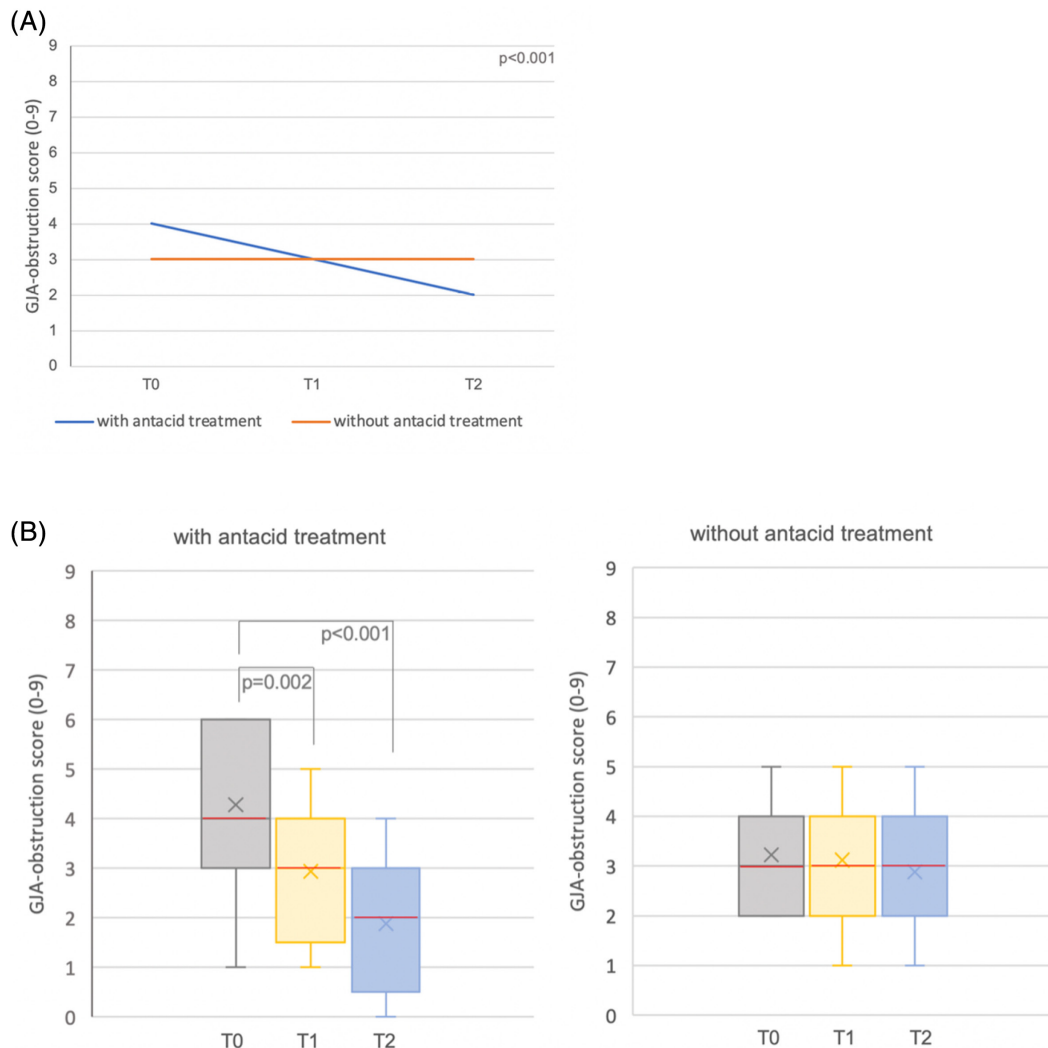 (A)
9
p<0.001
8
7
6
5
4
3
2
1
0
GJA-obstruction score (0-9)
T0 T1 T2
with antacid treatment without antacid treatment
(B)
with antacid treatment
9
8
p<0.001
7
p=0.002
6
5
4
3
2
1
0
GJA-obstruction score (0-9)
T0 T1 T2
without antacid treatment
9
8
7
6
5
4
3
2
1
0
GJA-obstruction score (0-9)
T0 T1 T2